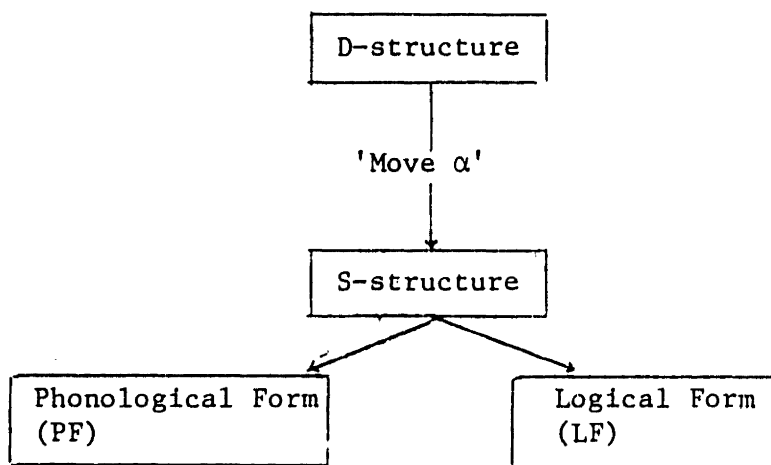 D-structure
'Move α'
S-structure
Phonological Form
(PF)
Logical Form
(LF)